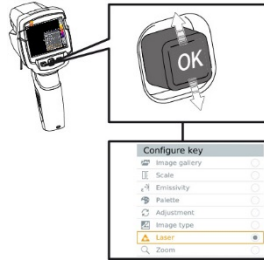 OK
Configure key
Image gallery
Scale
Emissivity
Palette
Adjustment
Image type
Laser
Zoom